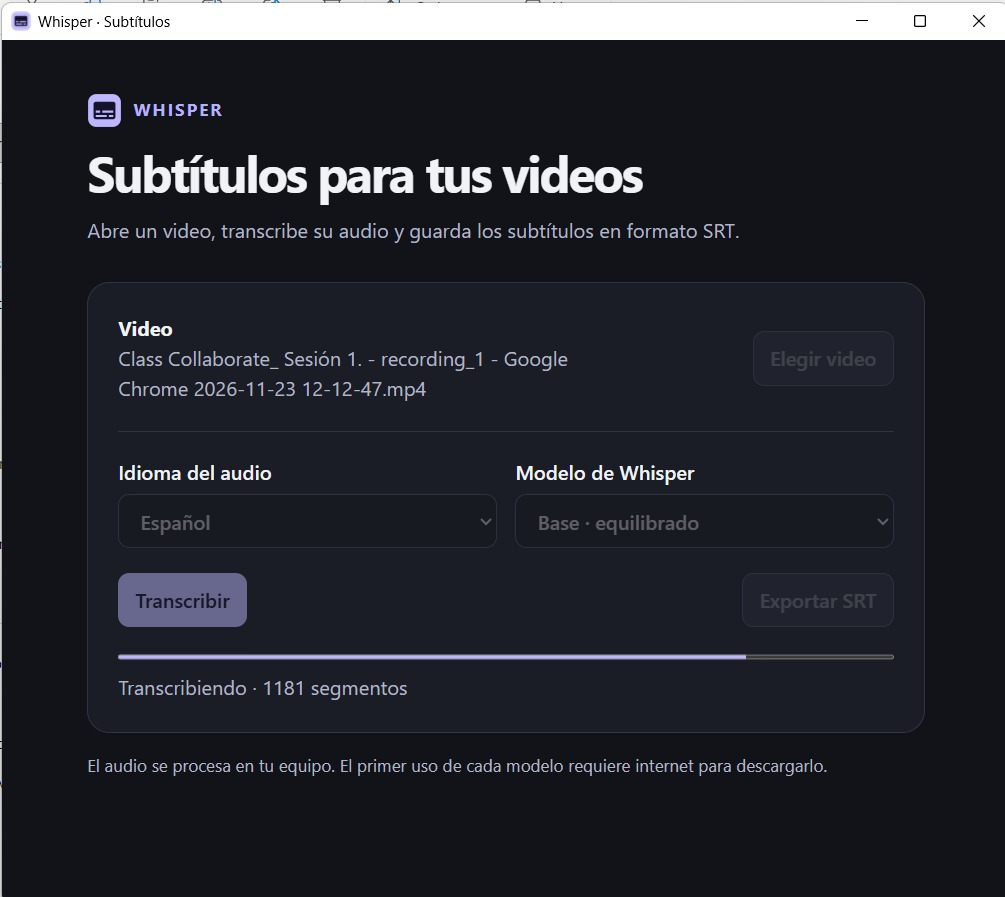 Whisper · Subtítulos
WHISPER
Subtítulos para tus videos
Abre un video, transcribe su audio y guarda los subtítulos en formato SRT.
Video
Class Collaborate_ Sesión 1. - recording_1 - Google
Chrome 2026-11-23 12-12-47.mp4
Elegir video
Idioma del audio
Modelo de Whisper
Español
Base · equilibrado
Transcribir
Exportar SRT
Transcribiendo · 1181 segmentos
El audio se procesa en tu equipo. El primer uso de cada modelo requiere internet para descargarlo.